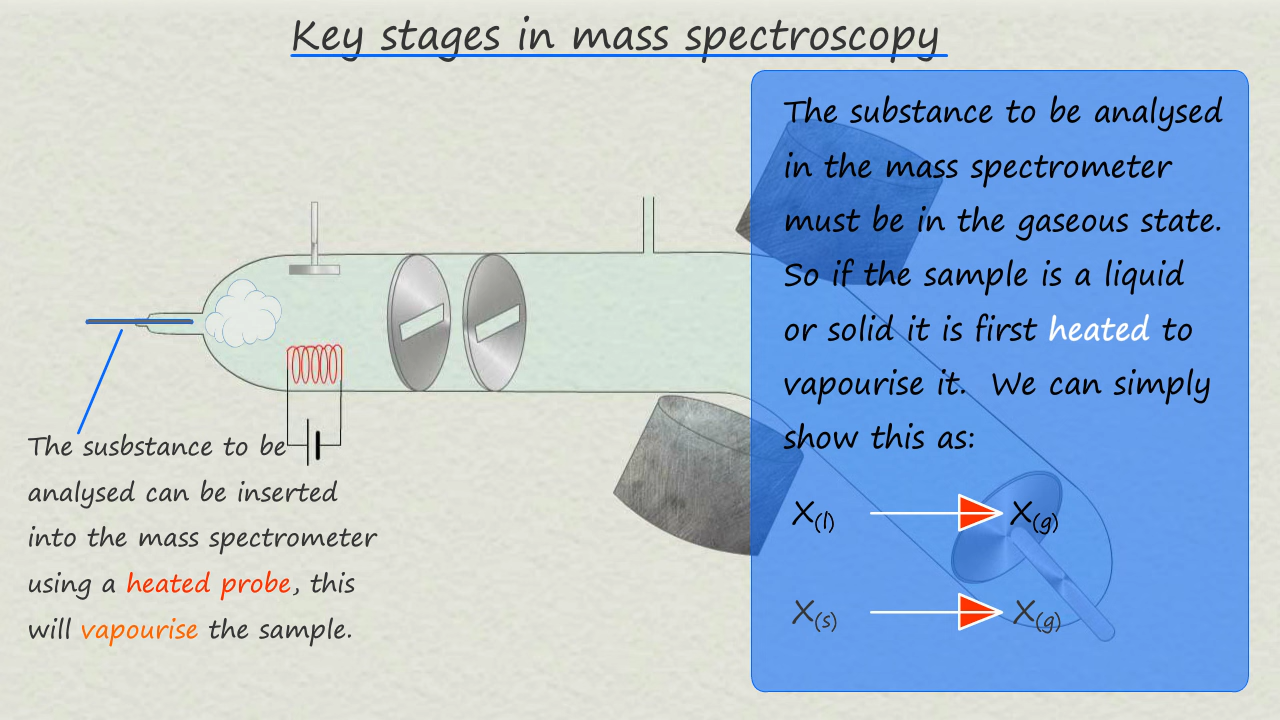 Key stages in mass spectroscopy
The substance to be analysed
in the mass spectrometer
must be in the gaseous state.
So if the sample is a liquid
or solid it is first heated to
vapourise it. We can simply
show this as:
X(l) X(g)
X(s) X(g)
The susbstance to be
analysed can be inserted
into the mass spectrometer
using a heated probe, this
will vapourise the sample.